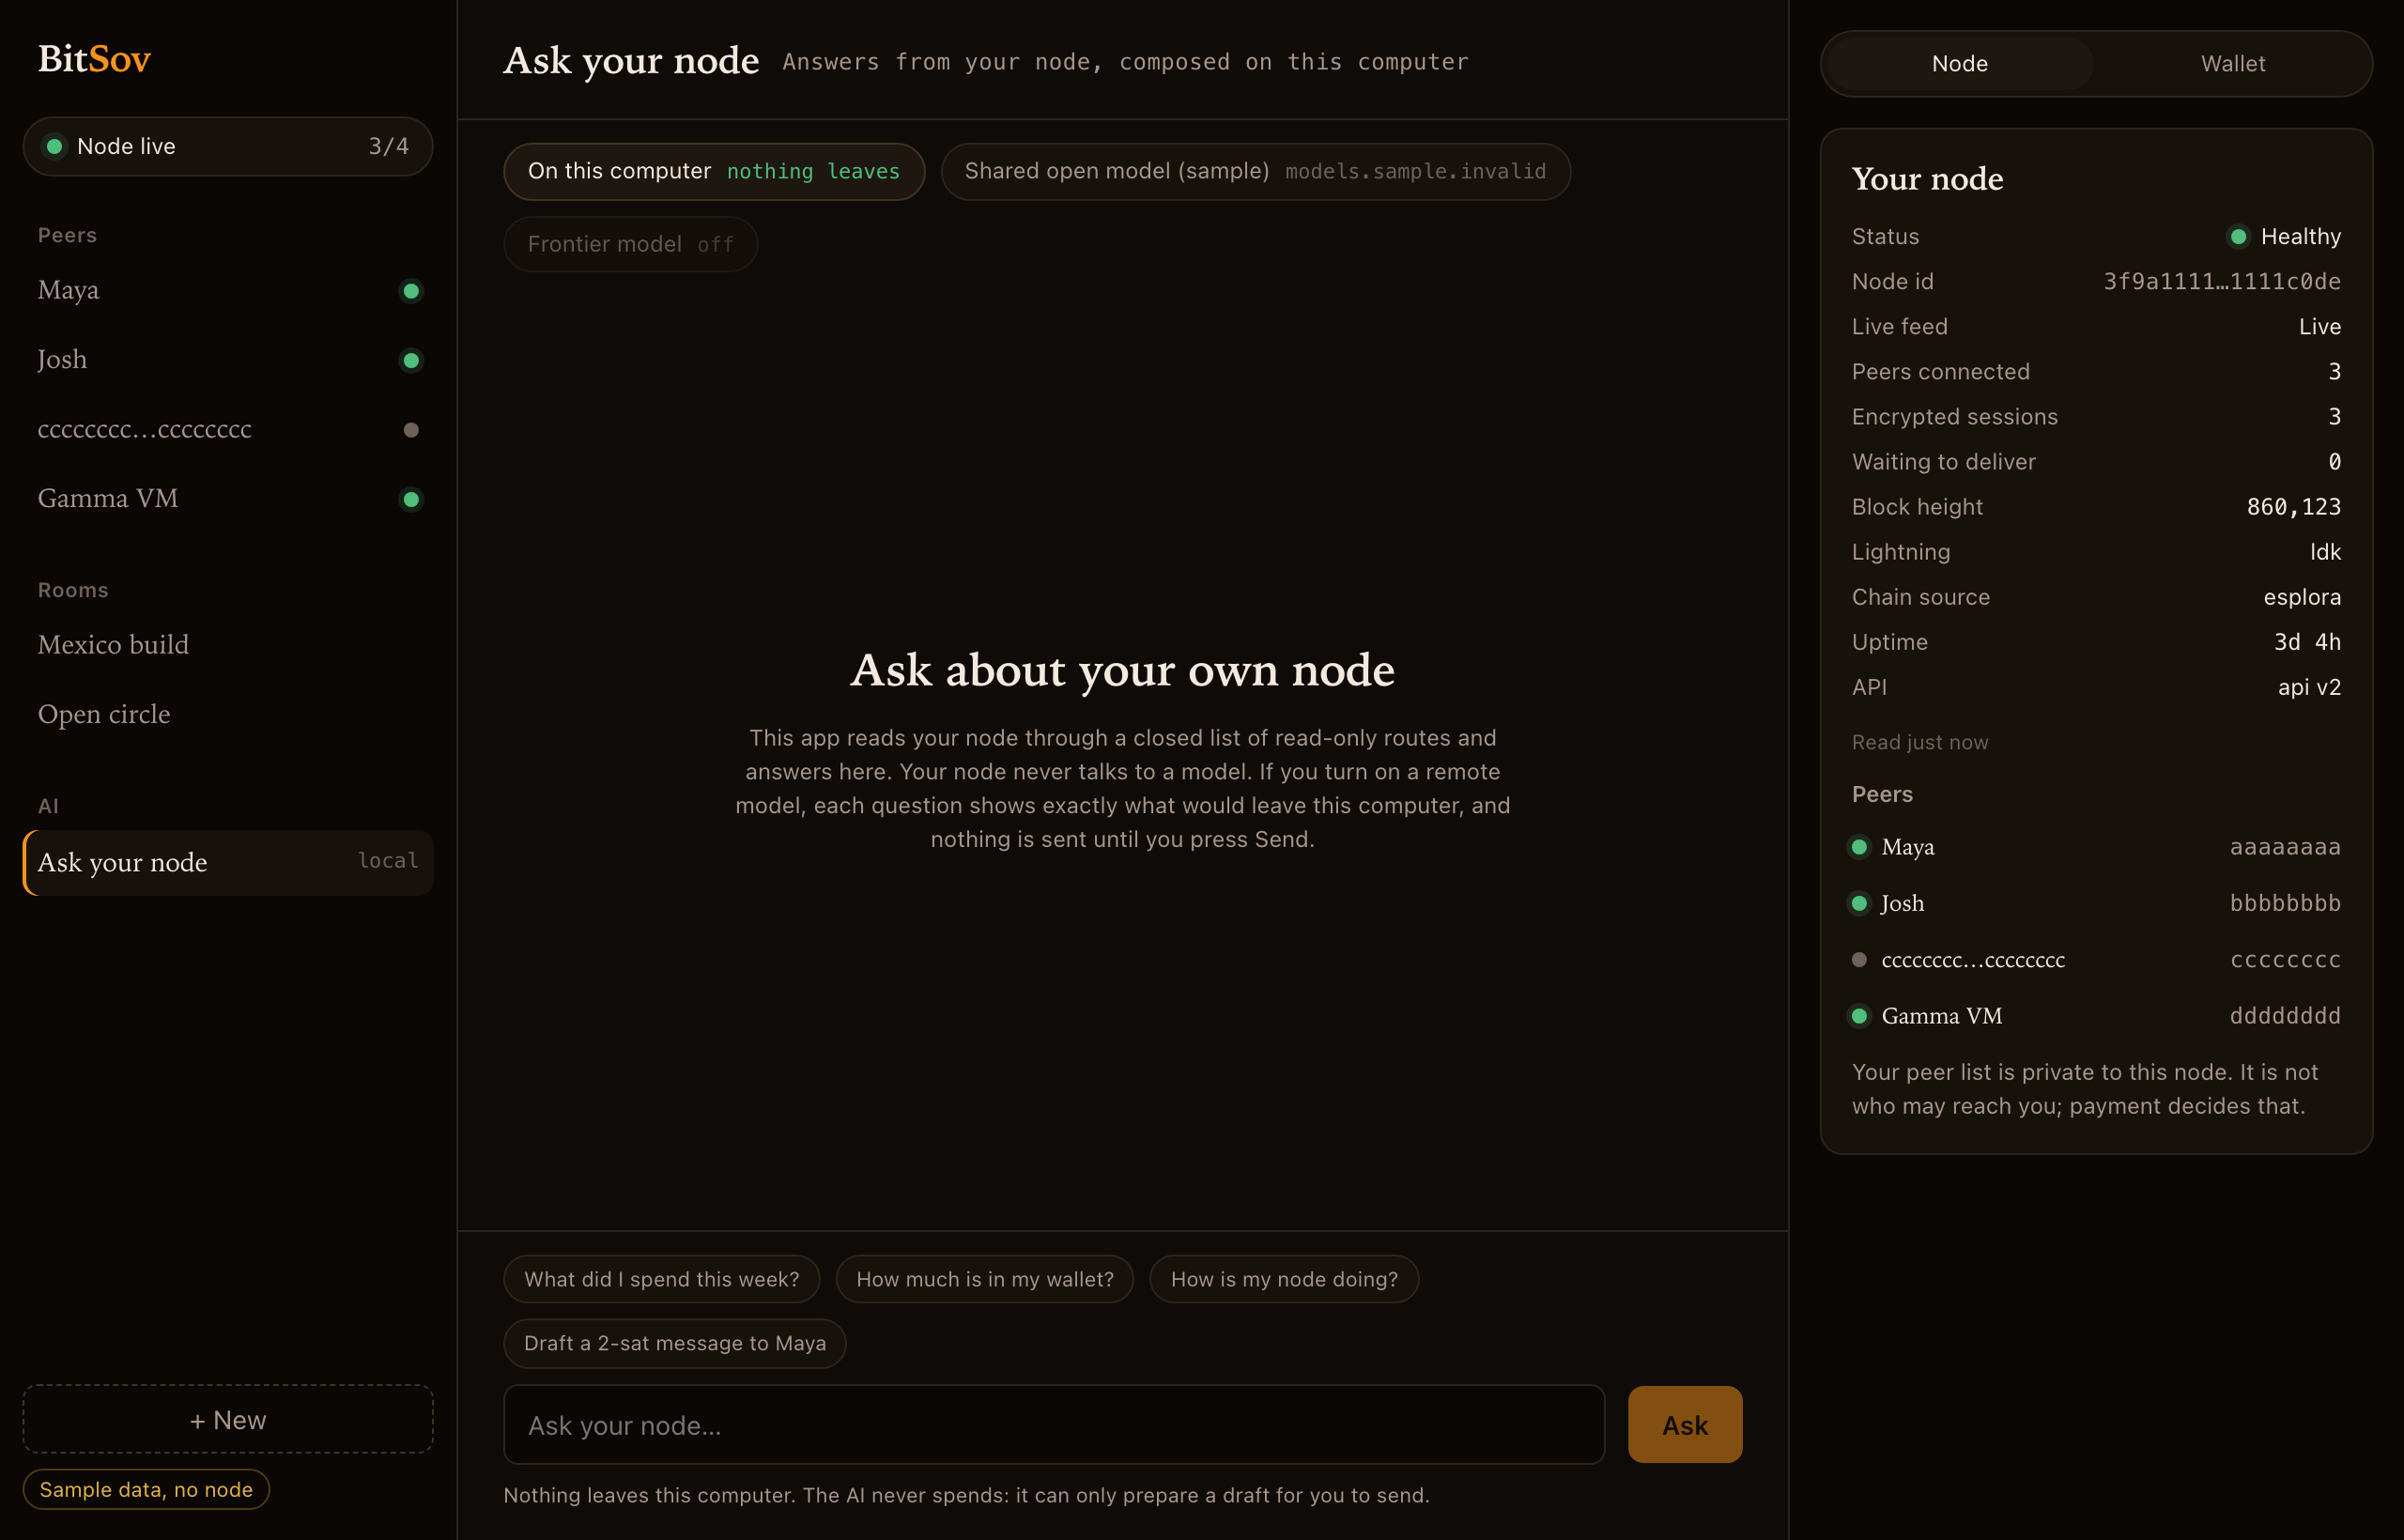 BitSov
Node live 3/4
Peers
Maya
Josh
cccccccc…cccccccc
Gamma VM
Rooms
Mexico build
Open circle
AI
Ask your node local
+ New
Sample data, no node
Ask your node Answers from your node, composed on this computer
On this computer nothing leaves
Shared open model (sample) models.sample.invalid
Frontier model off
Ask about your own node
This app reads your node through a closed list of read-only routes and
answers here. Your node never talks to a model. If you turn on a remote
model, each question shows exactly what would leave this computer, and
nothing is sent until you press Send.
What did I spend this week?
How much is in my wallet?
How is my node doing?
Draft a 2-sat message to Maya
Ask your node…
Ask
Nothing leaves this computer. The AI never spends: it can only prepare a draft for you to send.
Node
Wallet
Your node
Status Healthy
Node id 3f9a1111…1111c0de
Live feed Live
Peers connected 3
Encrypted sessions 3
Waiting to deliver 0
Block height 860,123
Lightning ldk
Chain source esplora
Uptime 3d 4h
API api v2
Read just now
Peers
Maya aaaaaaaa
Josh bbbbbbbb
cccccccc…cccccccc cccccccc
Gamma VM dddddddd
Your peer list is private to this node. It is not
who may reach you; payment decides that.